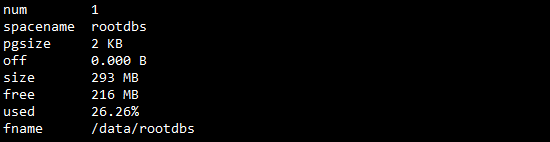 num 1
spacename rootdbs
pgsize 2 KB
off 0.000 B
size 293 MB
free 216 MB
used 26.26%
fname /data/rootdbs